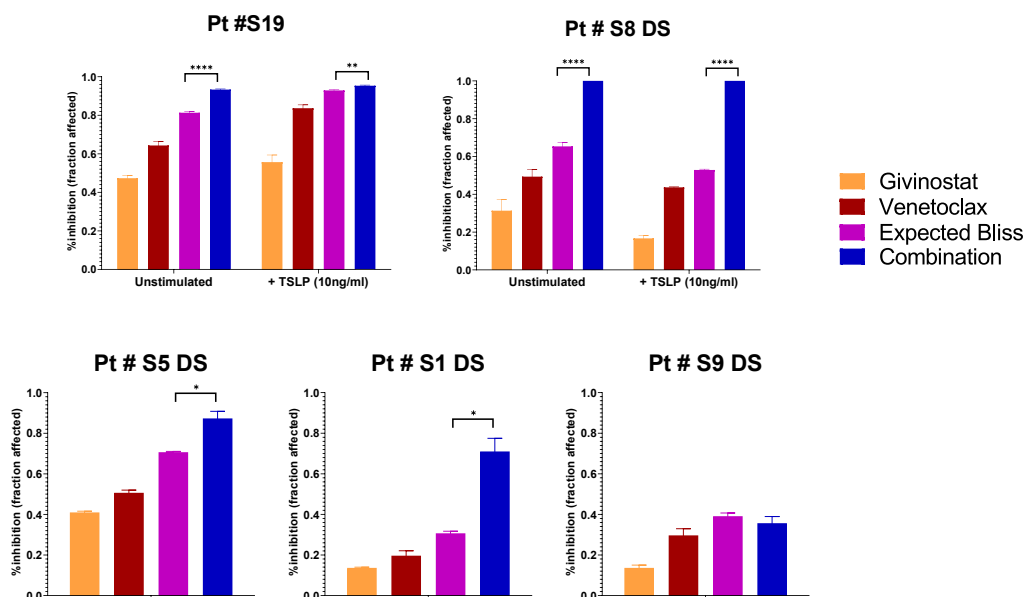 Pt #S19
Pt # S8 DS
%inhibition (fraction affected)
1.0
0.8
0.6
0.4
0.2
0.0
****
**
Unstimulated
+ TSLP (10ng/ml)
%inhibition (fraction affected)
1.0
0.8
0.6
0.4
0.2
0.0
****
****
Unstimulated
+ TSLP (10ng/ml)
Givinostat
Venetoclax
Expected Bliss
Combination
Pt # S5 DS
Pt # S1 DS
Pt # S9 DS
%inhibition (fraction affected)
1.0
0.8
0.6
0.4
0.2
0.0
*
%inhibition (fraction affected)
1.0
0.8
0.6
0.4
0.2
0.0
*
%inhibition (fraction affected)
1.0
0.8
0.6
0.4
0.2
0.0